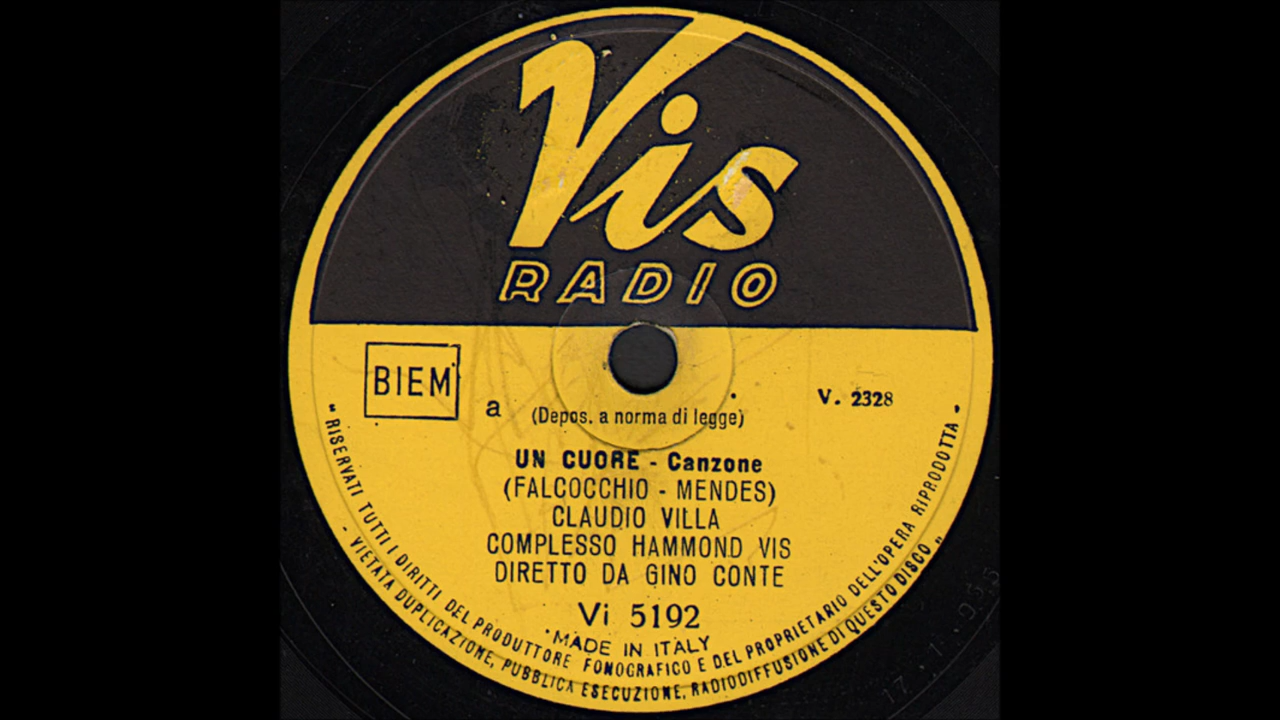 Vis
RADIO
BIEM
a
(Depos. a norma di legge)
V. 2328
UN CUORE - Canzone
(FALCOCCHIO - MENDES)
CLAUDIO VILLA
COMPLESSO HAMMOND VIS
DIRETTO DA GINO CONTE
Vi 5192
MADE IN ITALY
"RISERVATI TUTTI I DIRITTI DEL PRODUTTORE FONOGRAFICO E DEL PROPRIETARIO DELL'OPERA RIPRODOTTA -
- VIETATA DUPLICAZIONE, PUBBLICA ESECUZIONE, RADIODIFFUSIONE DI QUESTO DISCO"